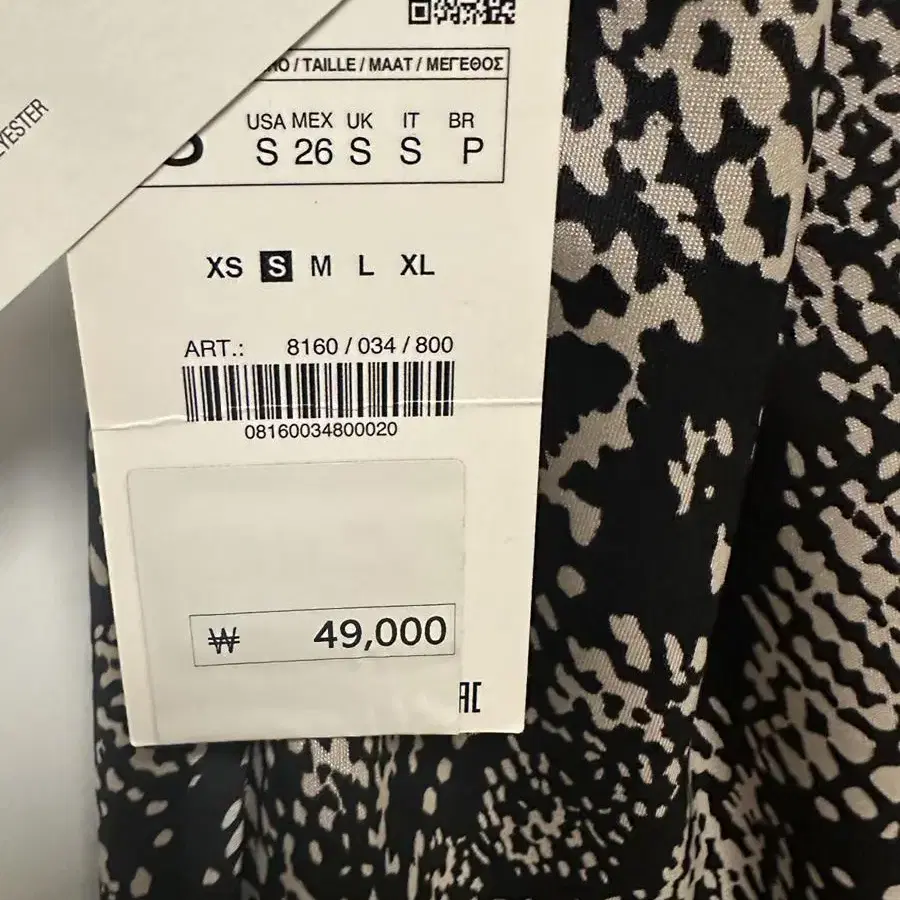 / TAILLE / MAAT / ΜΕΓΕΘΟΣ
USA MEX UK IT BR
S 26 S S P
XS S M L XL
ART.: 8160 / 034 / 800
08160034800020
₩ 49,000